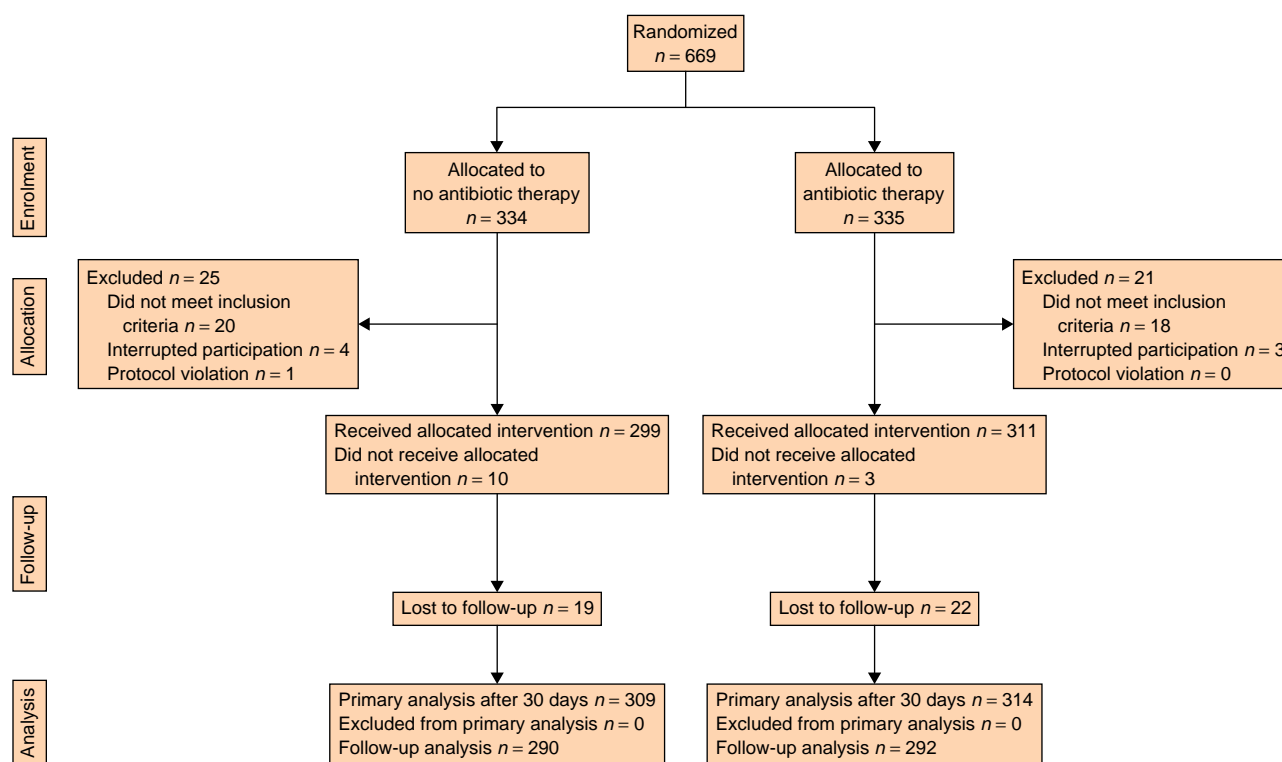 Randomized
n = 669
Enrolment
Allocated to
no antibiotic therapy
n = 334
Allocated to
antibiotic therapy
n = 335
Allocation
Excluded n = 25
Did not meet inclusion
criteria n = 20
Interrupted participation n = 4
Protocol violation n = 1
Excluded n = 21
Did not meet inclusion
criteria n = 18
Interrupted participation n = 3
Protocol violation n = 0
Received allocated intervention n = 299
Did not receive allocated
intervention n = 10
Received allocated intervention n = 311
Did not receive allocated
intervention n = 3
Follow-up
Lost to follow-up n = 19
Lost to follow-up n = 22
Analysis
Primary analysis after 30 days n = 309
Excluded from primary analysis n = 0
Follow-up analysis n = 290
Primary analysis after 30 days n = 314
Excluded from primary analysis n = 0
Follow-up analysis n = 292